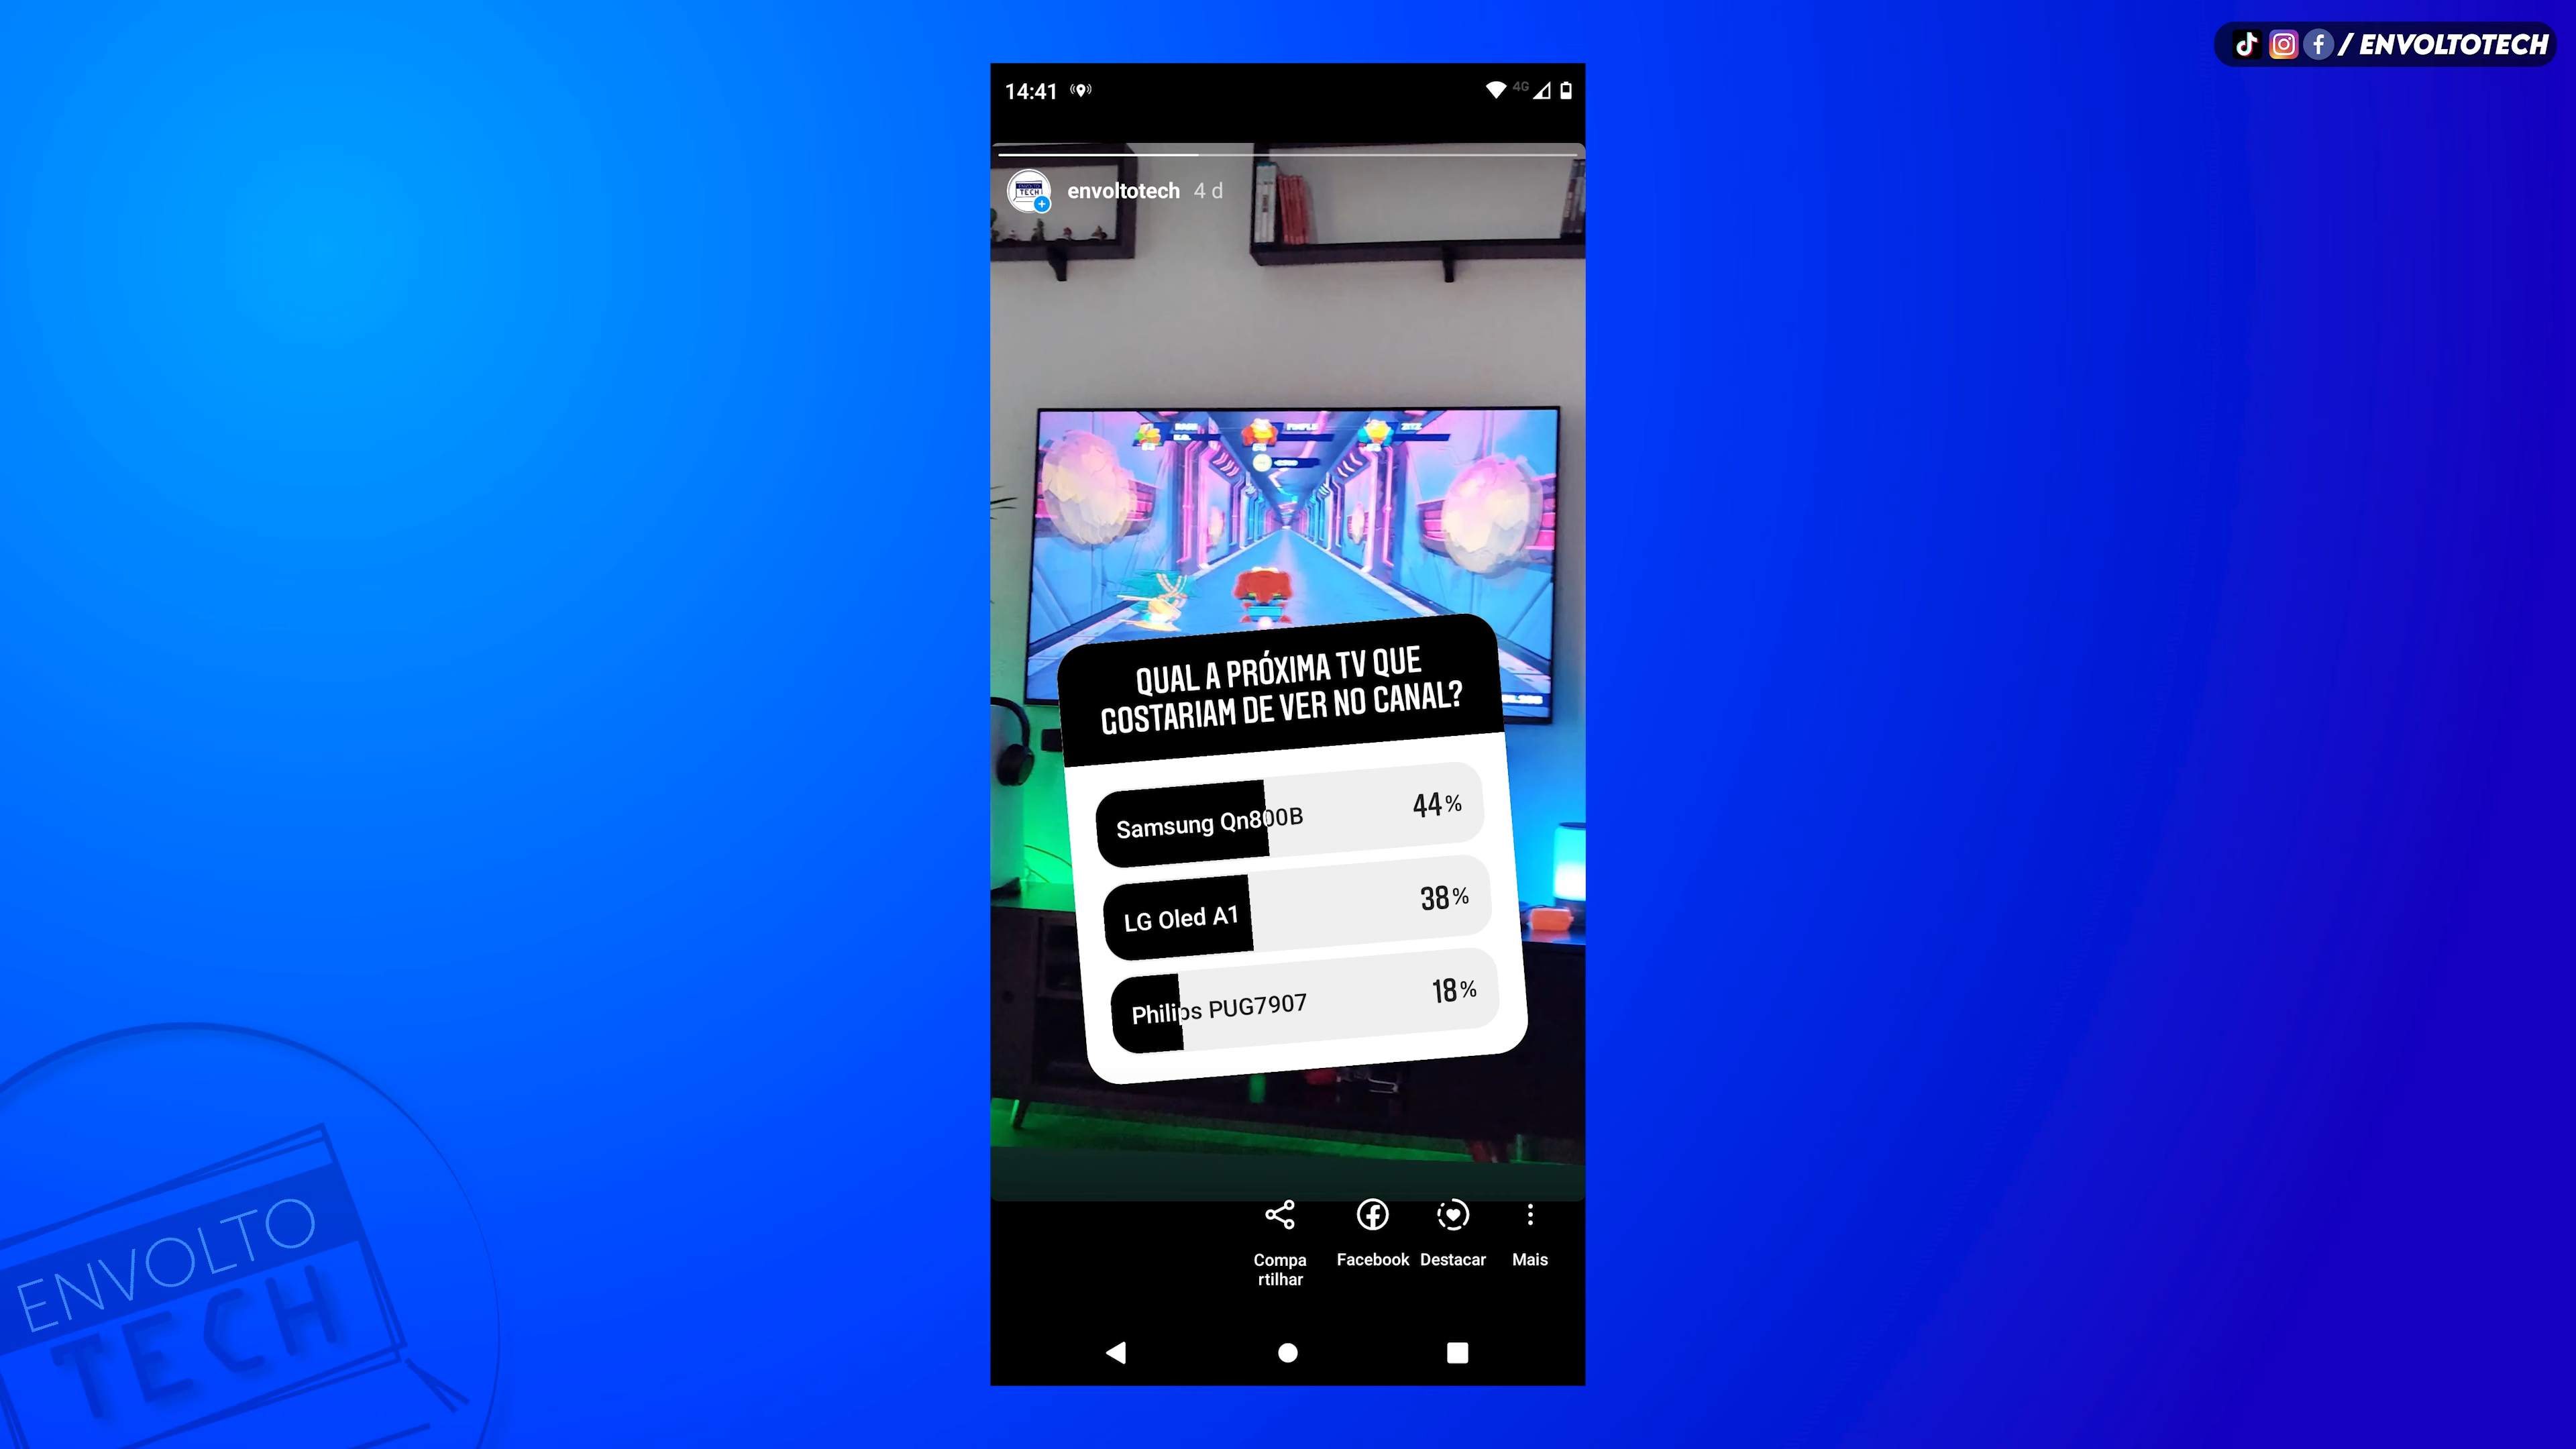 / ENVOLTOTECH
14:41
4G
envoltotech 4 d
QUAL A PRÓXIMA TV QUE
GOSTARIAM DE VER NO CANAL?
Samsung Qn800B 44%
LG Oled A1 38%
Philips PUG7907 18%
Compa
rtilhar
Facebook
Destacar
Mais
ENVOLTO
TECH